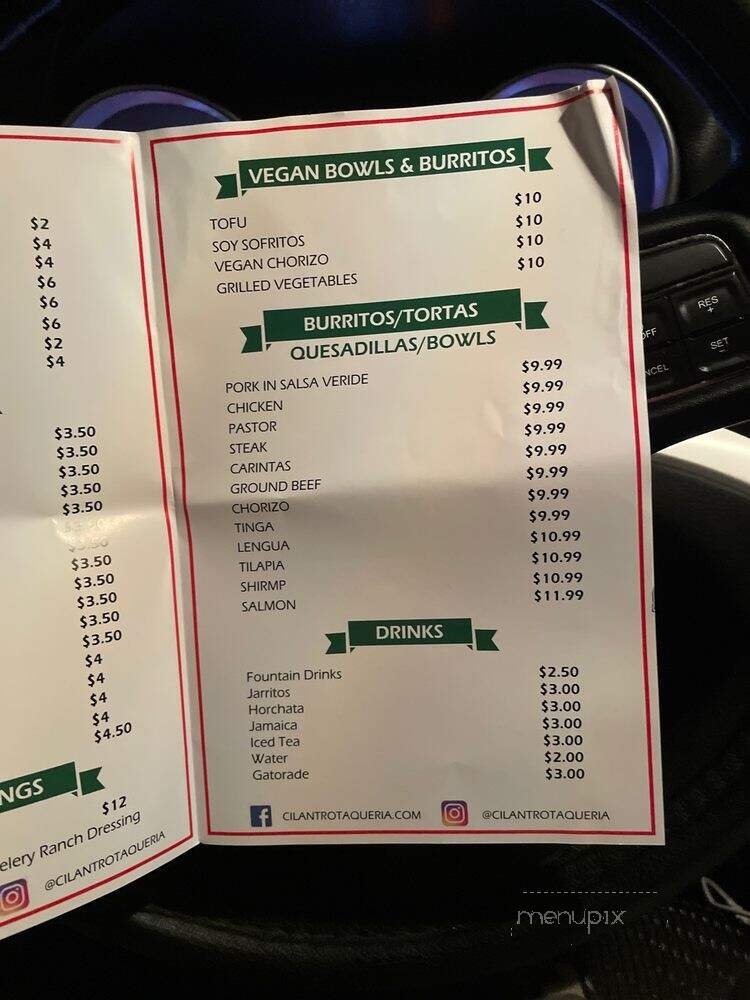 $2
$4
$4
$6
$6
$6
$2
$4
$3.50
$3.50
$3.50
$3.50
$3.50
$3.50
$3.50
$3.50
$3.50
$3.50
$4
$4
$4
$4
$4.50
NGS
$12
elery Ranch Dressing
@CILANTROTAQUERIA
VEGAN BOWLS & BURRITOS
TOFU $10
SOY SOFRITOS $10
VEGAN CHORIZO $10
GRILLED VEGETABLES $10
BURRITOS/TORTAS
QUESADILLAS/BOWLS
PORK IN SALSA VERIDE $9.99
CHICKEN $9.99
PASTOR $9.99
STEAK $9.99
CARINTAS $9.99
GROUND BEEF $9.99
CHORIZO $9.99
TINGA $9.99
LENGUA $10.99
TILAPIA $10.99
SHIRMP $10.99
SALMON $11.99
DRINKS
Fountain Drinks $2.50
Jarritos $3.00
Horchata $3.00
Jamaica $3.00
Iced Tea $3.00
Water $2.00
Gatorade $3.00
CILANTROTAQUERIA.COM @CILANTROTAQUERIA
RES
+
OFF
SET
-
NCEL
menupix